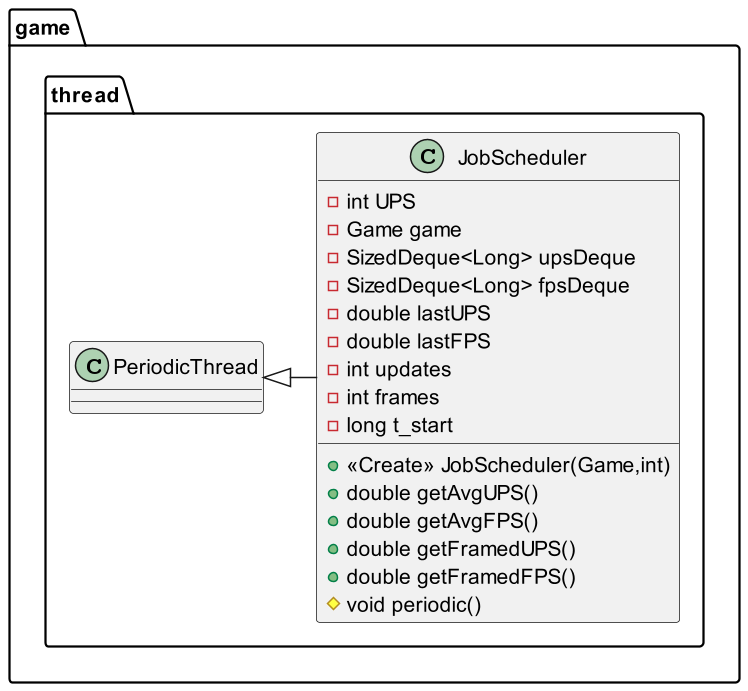 game
thread
C JobScheduler
int UPS
Game game
SizedDeque<Long> upsDeque
SizedDeque<Long> fpsDeque
double lastUPS
double lastFPS
int updates
int frames
long t_start
«Create» JobScheduler(Game,int)
double getAvgUPS()
double getAvgFPS()
double getFramedUPS()
double getFramedFPS()
void periodic()
C PeriodicThread